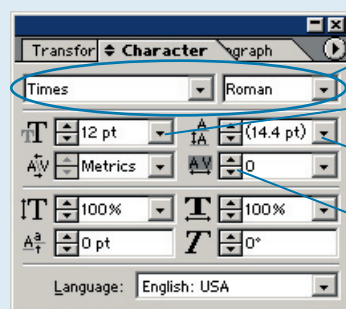 Transfor Character agraph
Times Roman
12 pt (14.4 pt)
Metrics 0
100% 100%
0 pt 0°
Language: English: USA